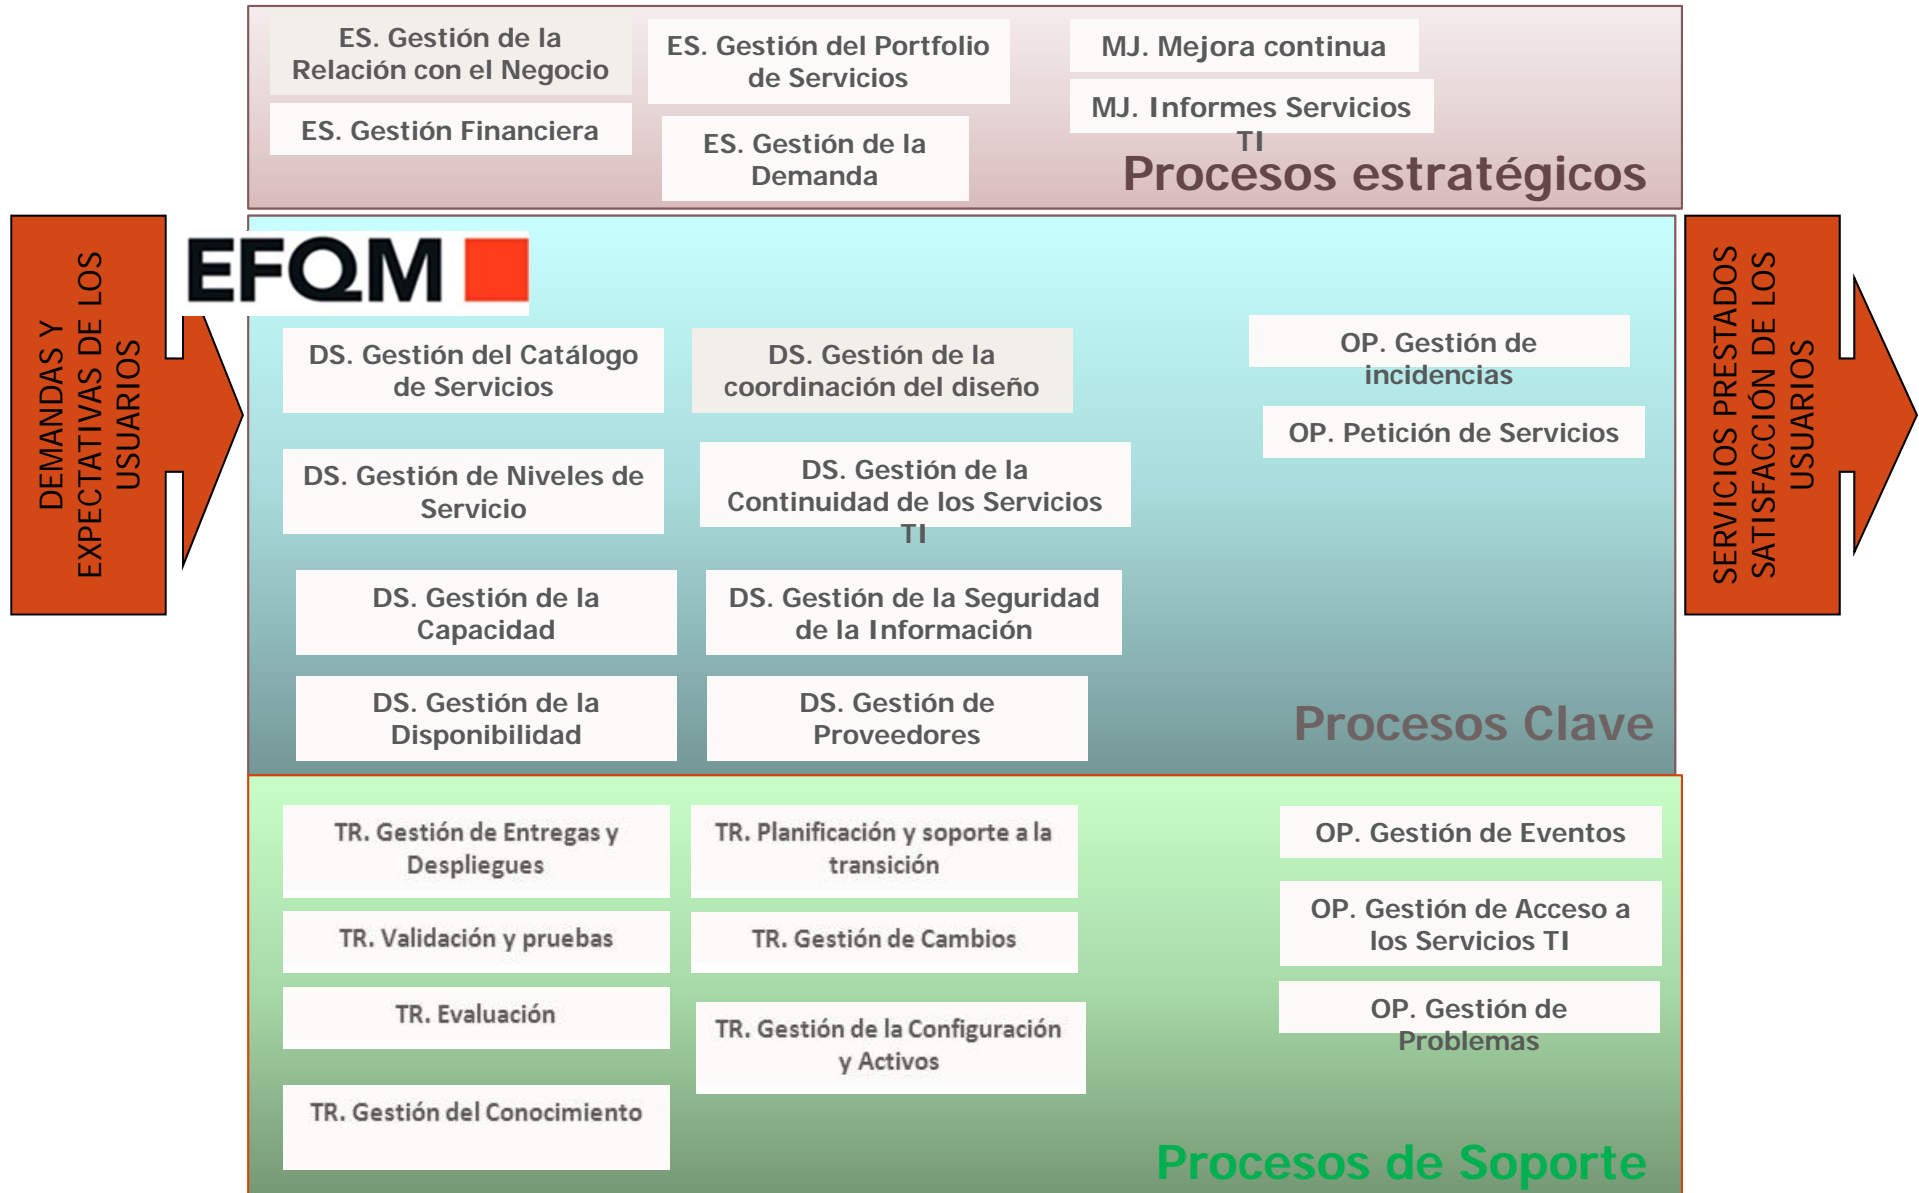 ES. Gestión de la
Relación con el Negocio
ES. Gestión Financiera
ES. Gestión del Portfolio
de Servicios
ES. Gestión de la
Demanda
MJ. Mejora continua
MJ. Informes Servicios
TI
Procesos estratégicos
DEMANDAS Y
EXPECTATIVAS DE LOS
USUARIOS
EFQM
DS. Gestión del Catálogo
de Servicios
DS. Gestión de la
coordinación del diseño
DS. Gestión de Niveles de
Servicio
DS. Gestión de la
Continuidad de los Servicios
TI
DS. Gestión de la
Capacidad
DS. Gestión de la Seguridad
de la Información
DS. Gestión de la
Disponibilidad
DS. Gestión de
Proveedores
OP. Gestión de
incidencias
OP. Petición de Servicios
Procesos Clave
SERVICIOS PRESTADOS
SATISFACCIÓN DE LOS
USUARIOS
TR. Gestión de Entregas y
Despliegues
TR. Planificación y soporte a la
transición
TR. Validación y pruebas
TR. Gestión de Cambios
TR. Evaluación
TR. Gestión de la Configuración
y Activos
TR. Gestión del Conocimiento
OP. Gestión de Eventos
OP. Gestión de Acceso a
los Servicios TI
OP. Gestión de
Problemas
Procesos de Soporte